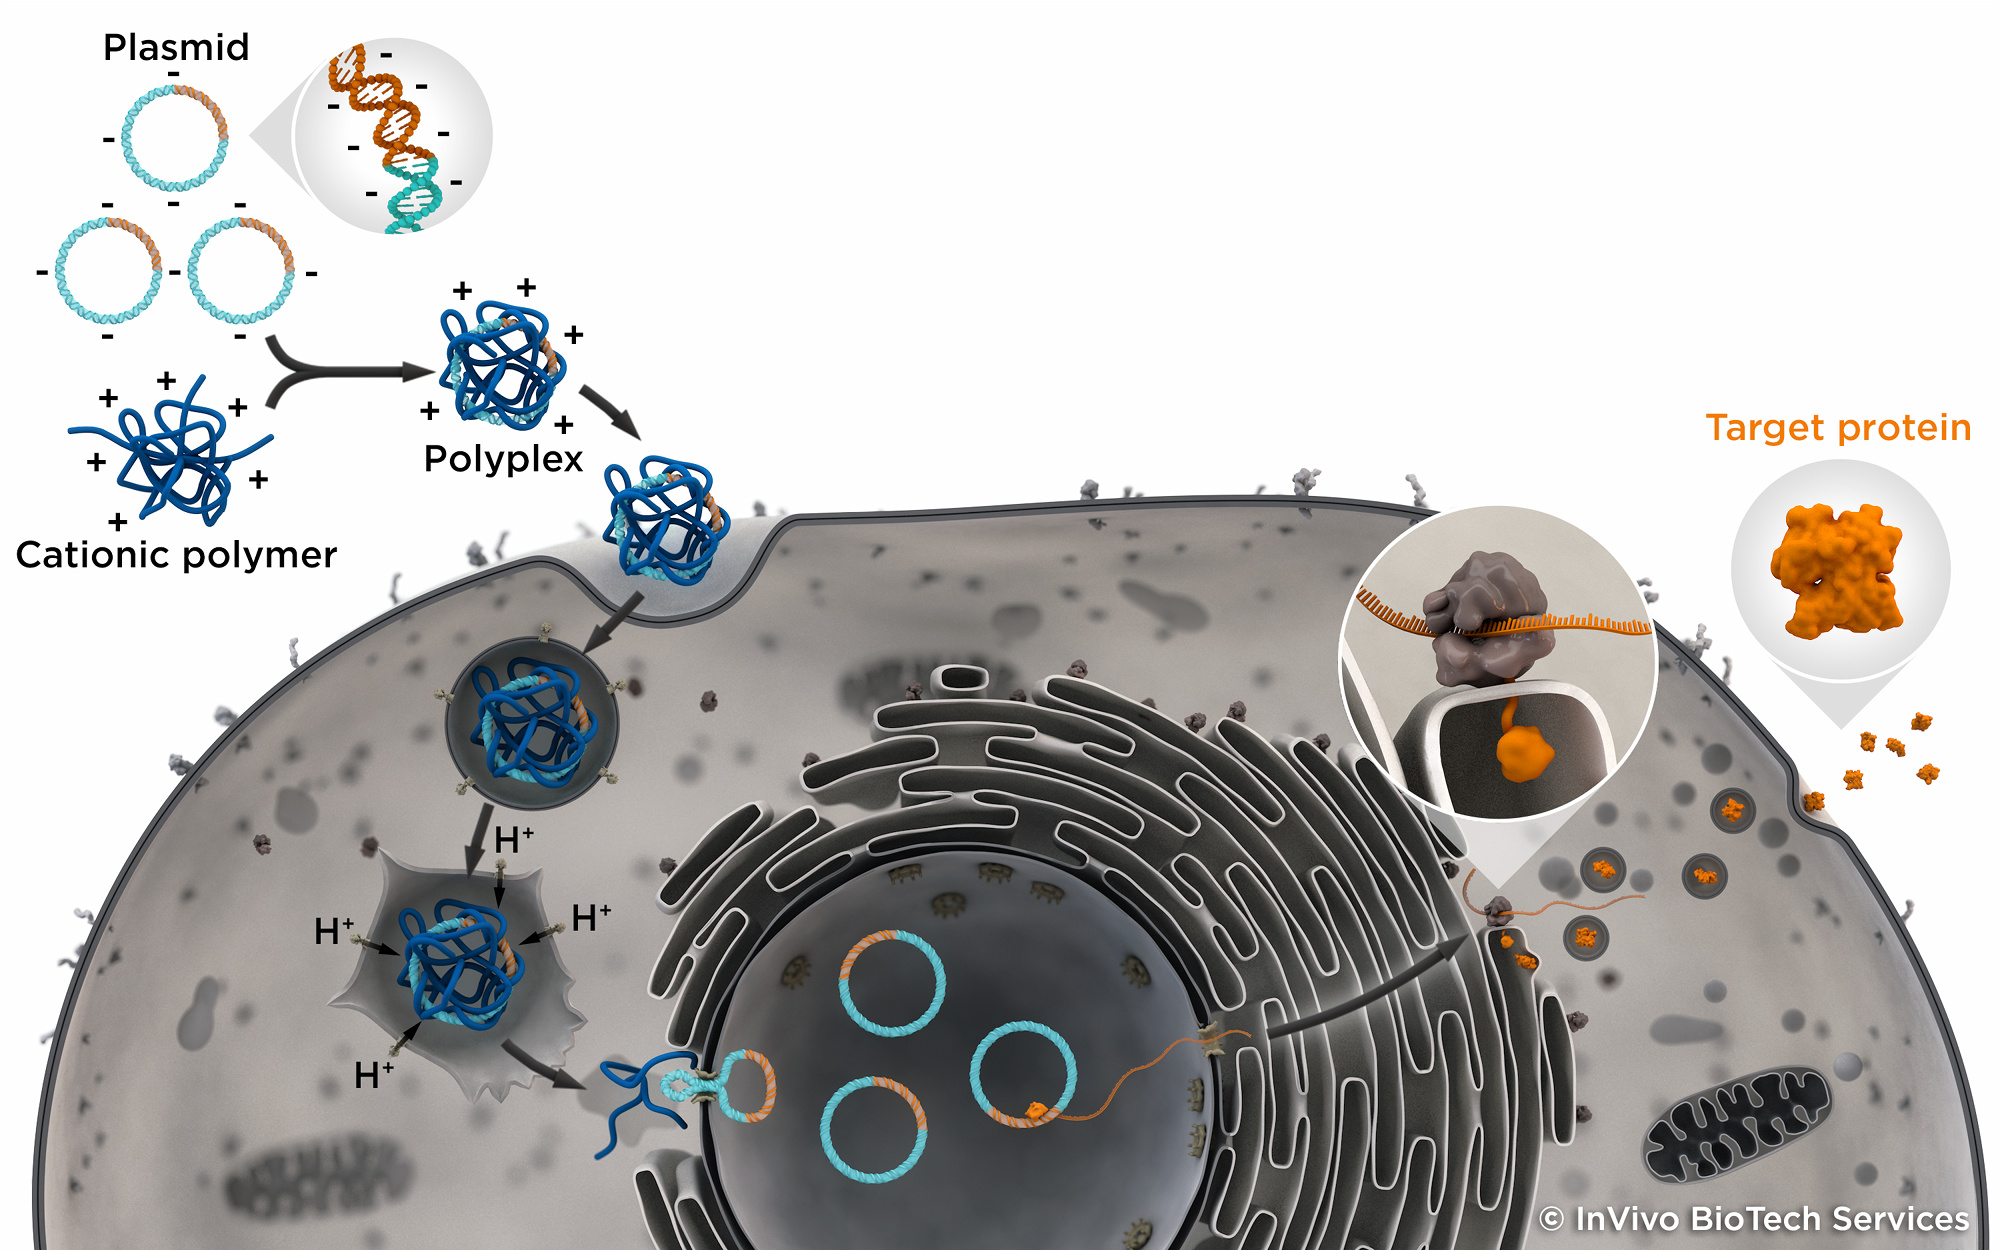 Plasmid
Cationic polymer
Polyplex
H⁺
H⁺
H⁺
H⁺
Target protein
© InVivo BioTech Services